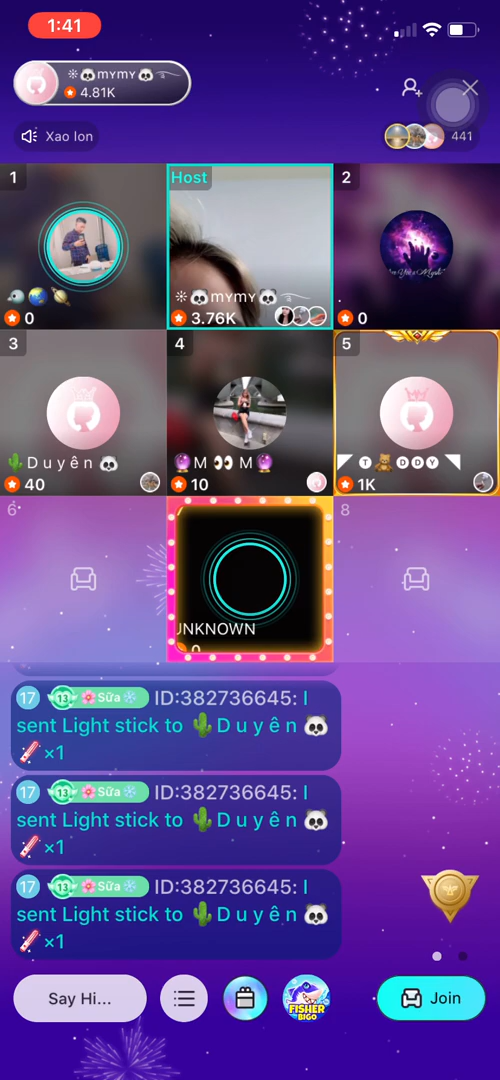 1:41
※🐼mʏmʏ🐼
4.81K
Xao lon
441
1
Host
2
🌏🪐
0
※🐼mʏmʏ🐼
3.76K
.
0
3
4
5
🌵D u y ê n 🐼
40
🔮M 👀 M🔮
10
🅣🧸🅓🅓🅨
1K
6
8
UNKNOWN
0
17 13 🌸Sữa❄️ ID:382736645: I
sent Light stick to 🌵D u y ê n 🐼
×1
17 13 🌸Sữa❄️ ID:382736645: I
sent Light stick to 🌵D u y ê n 🐼
×1
17 13 🌸Sữa❄️ ID:382736645: I
sent Light stick to 🌵D u y ê n 🐼
×1
Say Hi...
FISHER
BIGO
Join